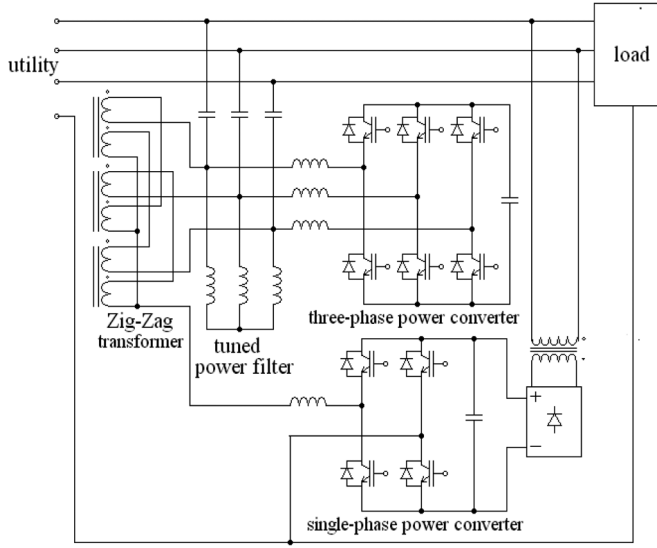 utility
load
Zig-Zag
transformer
tuned
power filter
three-phase power converter
+
−
single-phase power converter